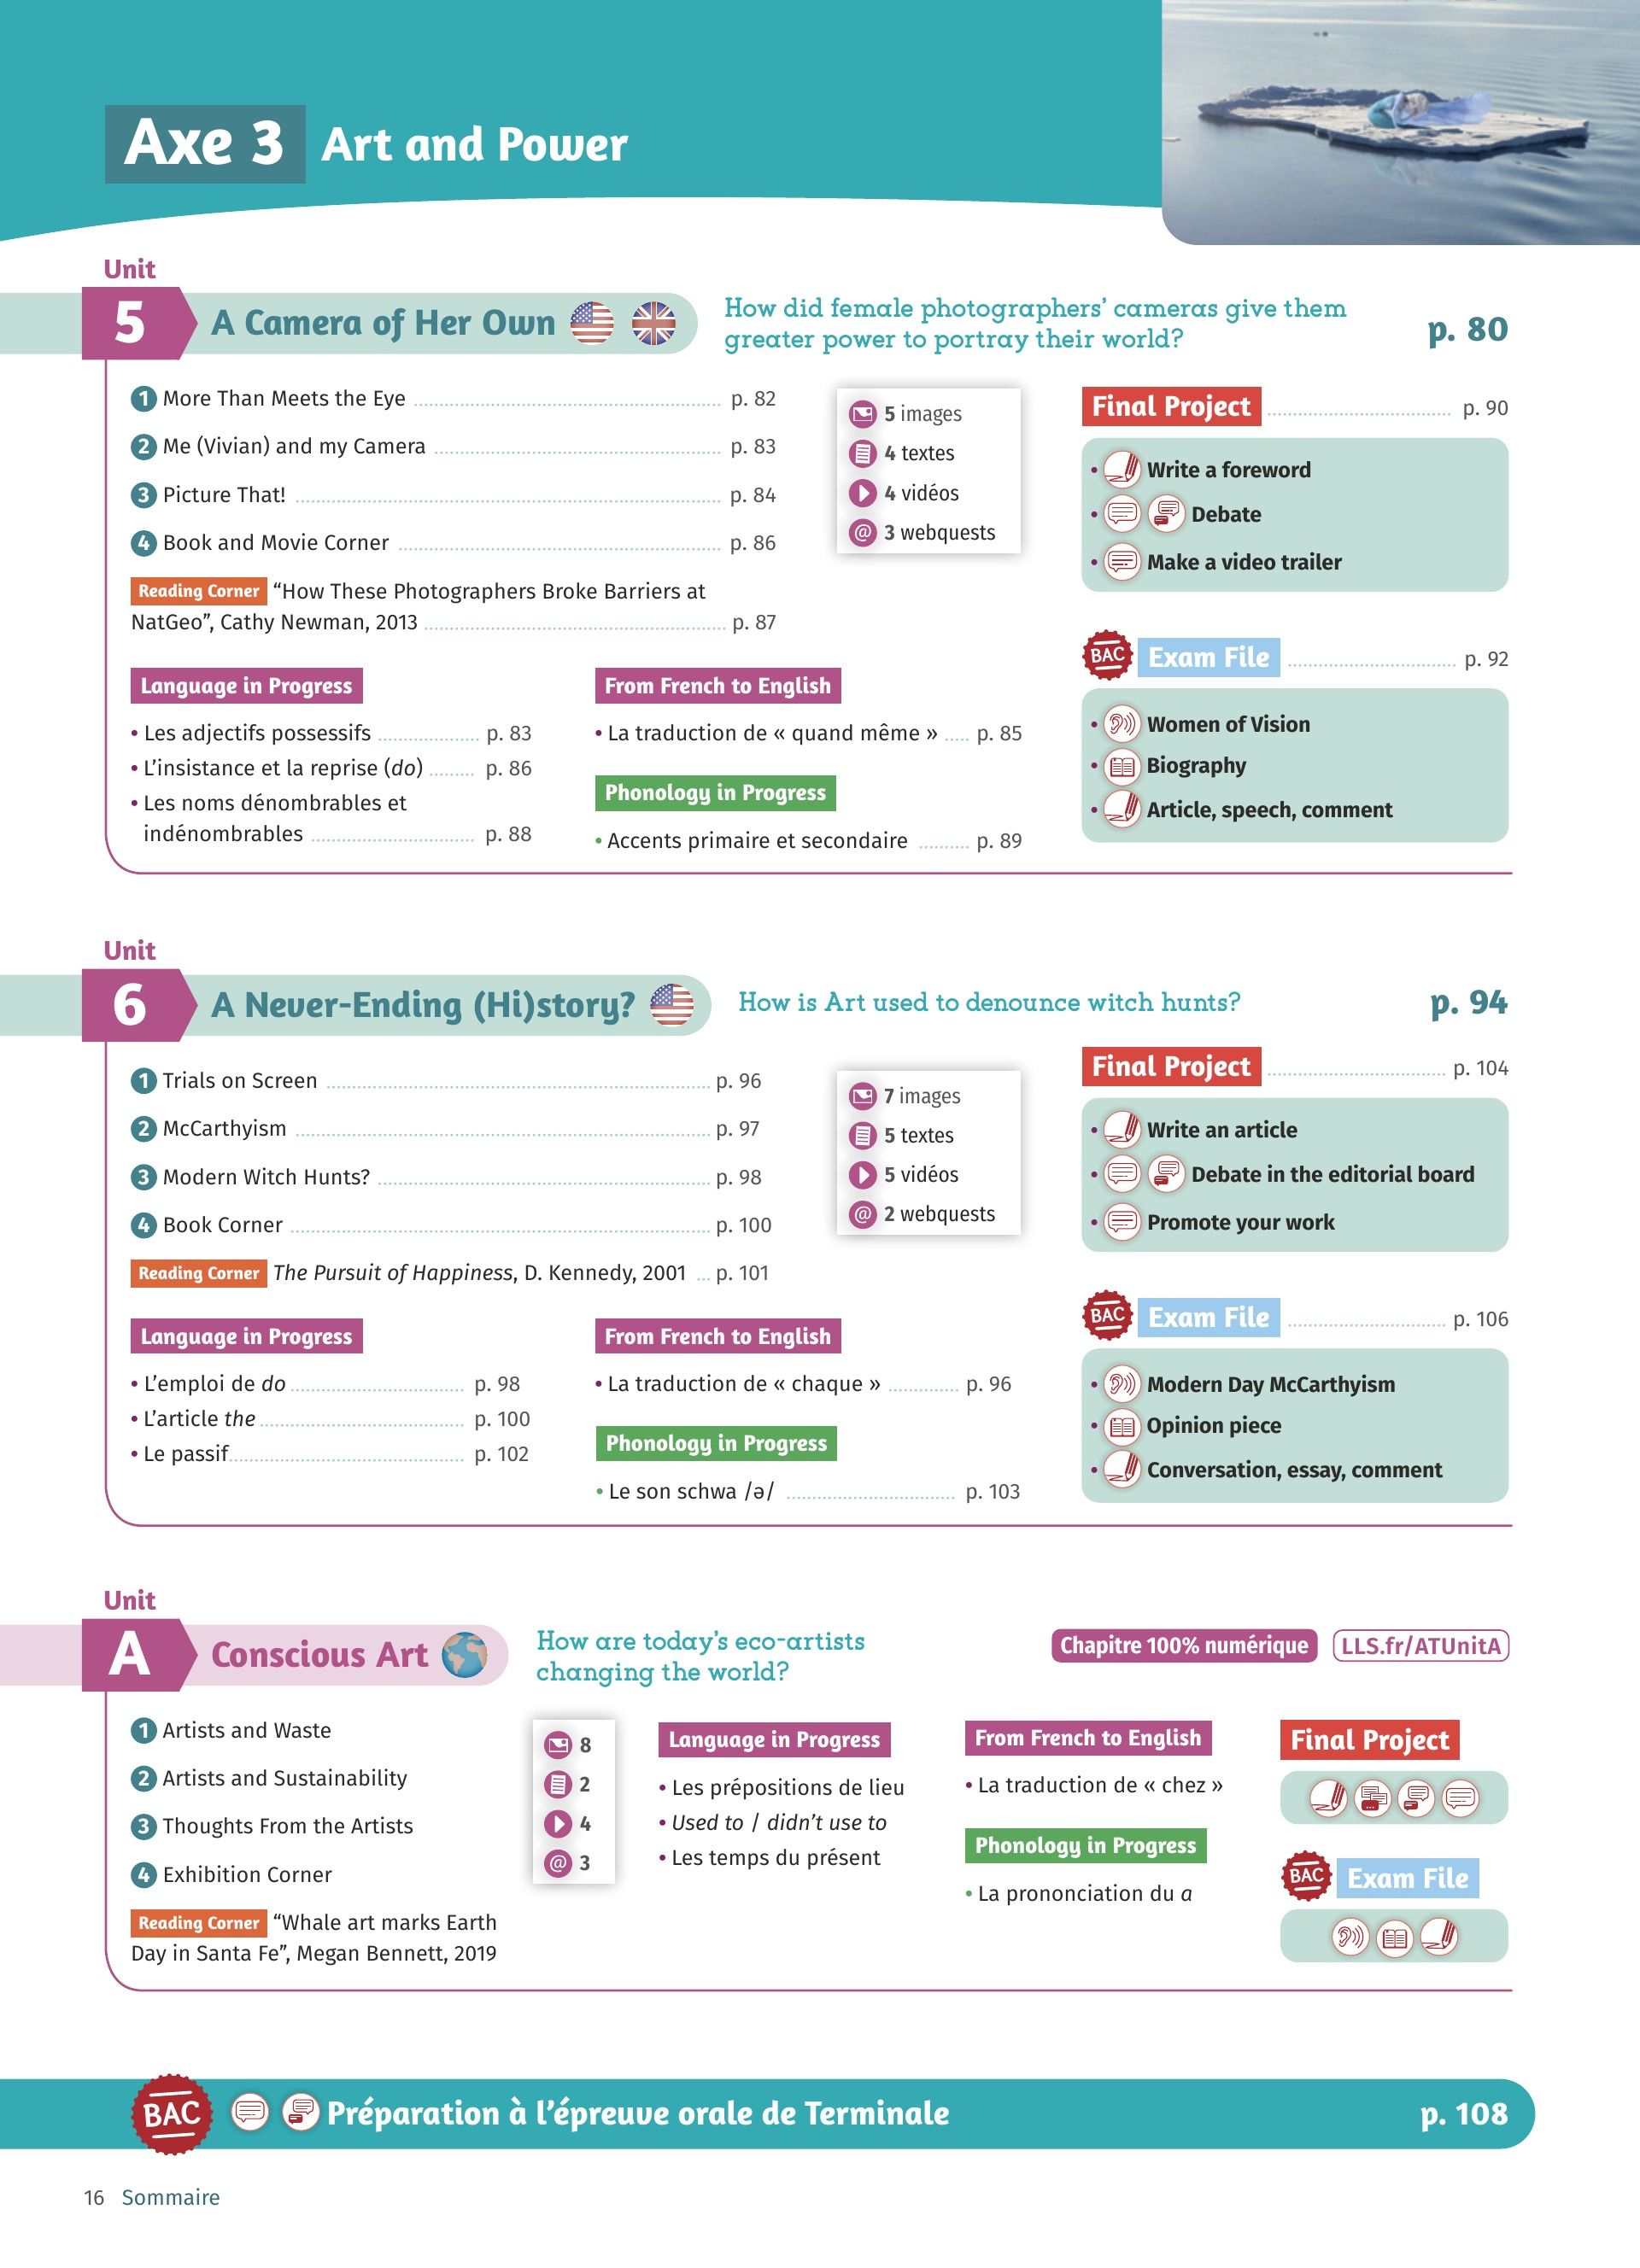 Axe 3 Art and Power
Unit
5 A Camera of Her Own
How did female photographers’ cameras give them
greater power to portray their world?
p. 80
1 More Than Meets the Eye p. 82
2 Me (Vivian) and my Camera p. 83
3 Picture That! p. 84
4 Book and Movie Corner p. 86
Reading Corner “How These Photographers Broke Barriers at
NatGeo”, Cathy Newman, 2013 p. 87
5 images
4 textes
4 vidéos
@ 3 webquests
Final Project p. 90
• Write a foreword
• Debate
• Make a video trailer
Language in Progress
• Les adjectifs possessifs p. 83
• L’insistance et la reprise (do) p. 86
• Les noms dénombrables et
indénombrables p. 88
From French to English
• La traduction de « quand même » p. 85
Phonology in Progress
• Accents primaire et secondaire p. 89
BAC Exam File p. 92
• Women of Vision
• Biography
• Article, speech, comment
Unit
6 A Never-Ending (Hi)story?
How is Art used to denounce witch hunts?
p. 94
1 Trials on Screen p. 96
2 McCarthyism p. 97
3 Modern Witch Hunts? p. 98
4 Book Corner p. 100
Reading Corner The Pursuit of Happiness, D. Kennedy, 2001 ... p. 101
7 images
5 textes
5 vidéos
@ 2 webquests
Final Project p. 104
• Write an article
• Debate in the editorial board
• Promote your work
Language in Progress
• L’emploi de do p. 98
• L’article the p. 100
• Le passif p. 102
From French to English
• La traduction de « chaque » p. 96
Phonology in Progress
• Le son schwa /ə/ p. 103
BAC Exam File p. 106
• Modern Day McCarthyism
• Opinion piece
• Conversation, essay, comment
Unit
A Conscious Art
How are today’s eco-artists
changing the world?
Chapitre 100% numérique LLS.fr/ATUnitA
1 Artists and Waste
2 Artists and Sustainability
3 Thoughts From the Artists
4 Exhibition Corner
Reading Corner “Whale art marks Earth
Day in Santa Fe”, Megan Bennett, 2019
8
2
4
@ 3
Language in Progress
• Les prépositions de lieu
• Used to / didn’t use to
• Les temps du présent
From French to English
• La traduction de « chez »
Phonology in Progress
• La prononciation du a
Final Project
BAC Exam File
BAC Préparation à l’épreuve orale de Terminale p. 108
16 Sommaire